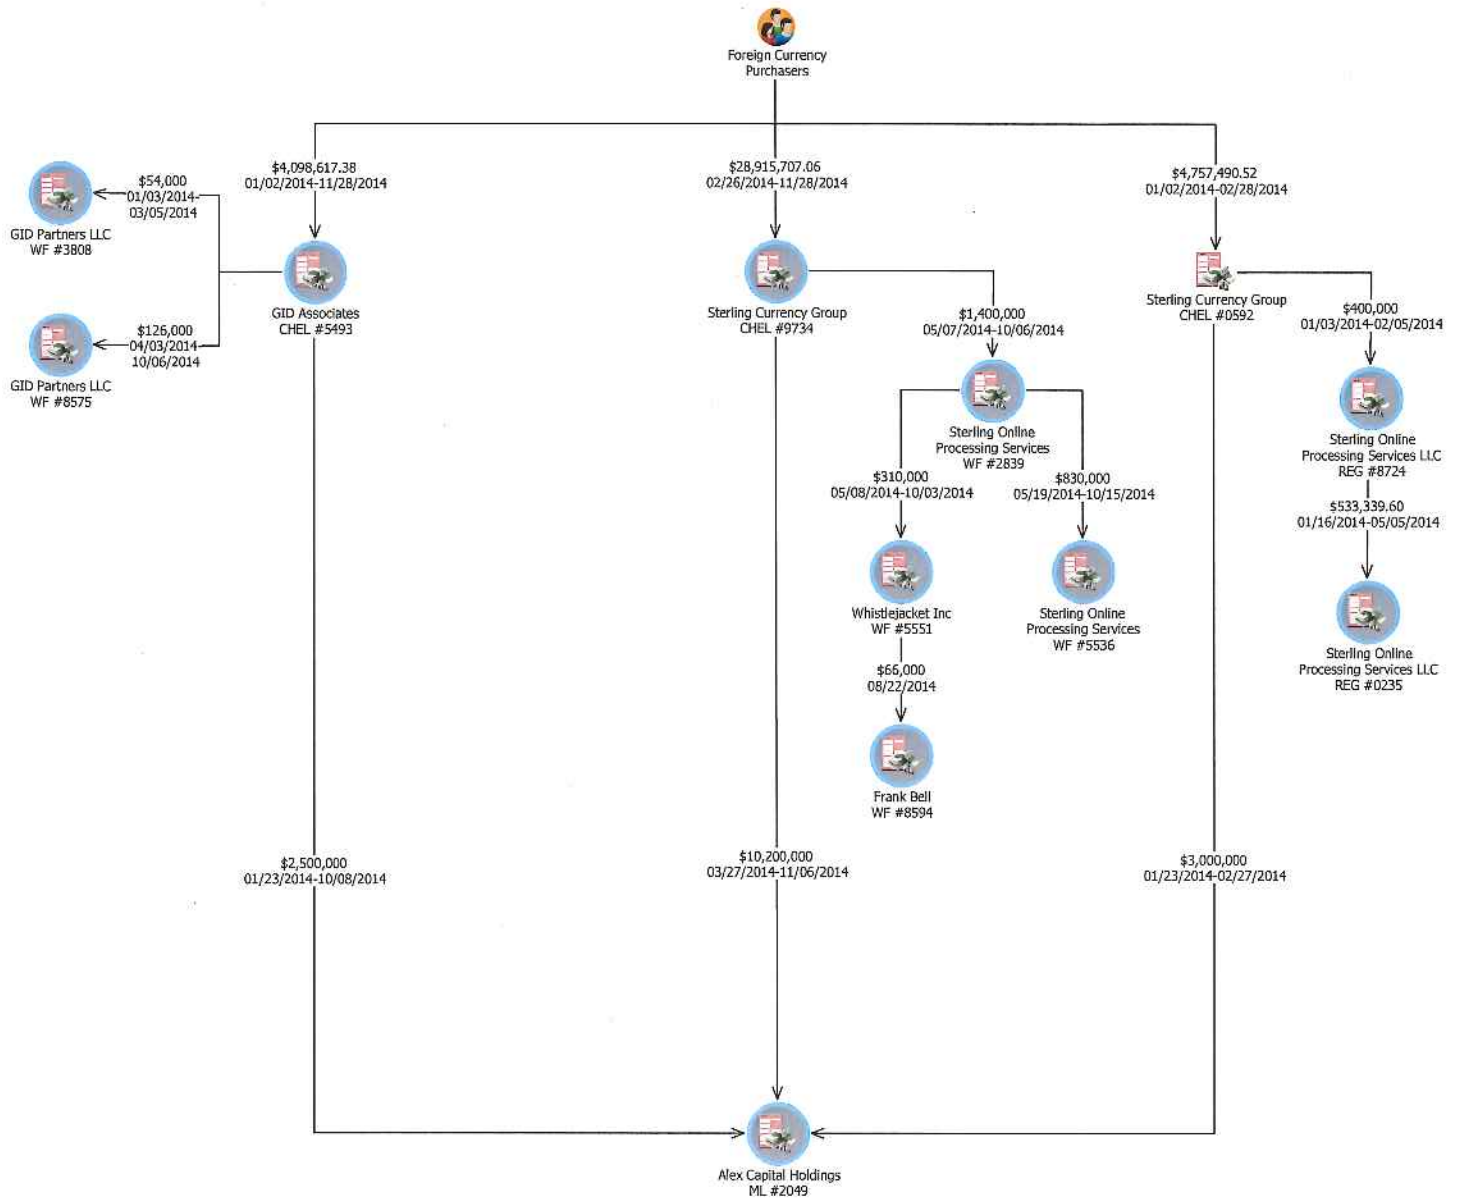 Foreign Currency
Purchasers
$4,098,617.38
01/02/2014-11/28/2014
$28,915,707.06
02/26/2014-11/28/2014
$4,757,490.52
01/02/2014-02/28/2014
$54,000
01/03/2014-
03/05/2014
GID Partners LLC
WF #3808
$126,000
04/03/2014-
10/06/2014
GID Partners LLC
WF #8575
GID Associates
CHEL #5493
Sterling Currency Group
CHEL #9734
Sterling Currency Group
CHEL #0592
$1,400,000
05/07/2014-10/06/2014
$400,000
01/03/2014-02/05/2014
Sterling Online
Processing Services
WF #2839
Sterling Online
Processing Services LLC
REG #8724
$310,000
05/08/2014-10/03/2014
$830,000
05/19/2014-10/15/2014
$533,339.60
01/16/2014-05/05/2014
Whistlejacket Inc
WF #5551
Sterling Online
Processing Services
WF #5536
Sterling Online
Processing Services LLC
REG #0235
$66,000
08/22/2014
Frank Bell
WF #8594
$2,500,000
01/23/2014-10/08/2014
$10,200,000
03/27/2014-11/06/2014
$3,000,000
01/23/2014-02/27/2014
Alex Capital Holdings
ML #2049